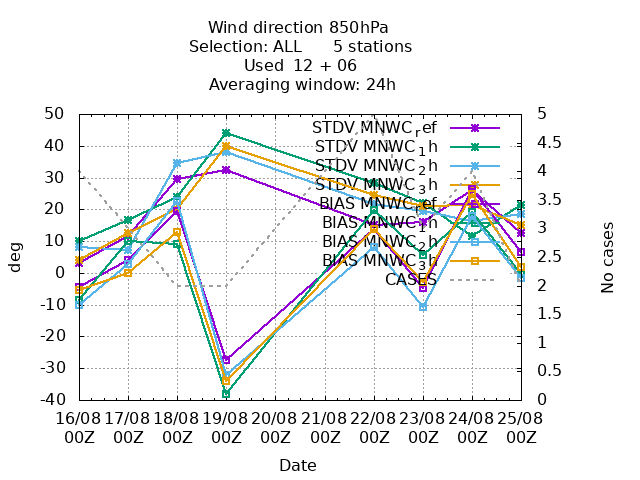 Wind direction 850hPa
Selection: ALL 5 stations
Used 12 + 06
Averaging window: 24h
50 5
40 4.5
30 4
20 3.5
10 3
0 2.5
-10 2
-20 1.5
-30 1
-40 0.5
0
deg
No cases
STDV MNWC_ref
STDV MNWC_1h
STDV MNWC_2h
STDV MNWC_3h
BIAS MNWC_ref
BIAS MNWC_1h
BIAS MNWC_2h
BIAS MNWC_3h
CASES
16/08 17/08 18/08 19/08 20/08 21/08 22/08 23/08 24/08 25/08
00Z 00Z 00Z 00Z 00Z 00Z 00Z 00Z 00Z 00Z
Date